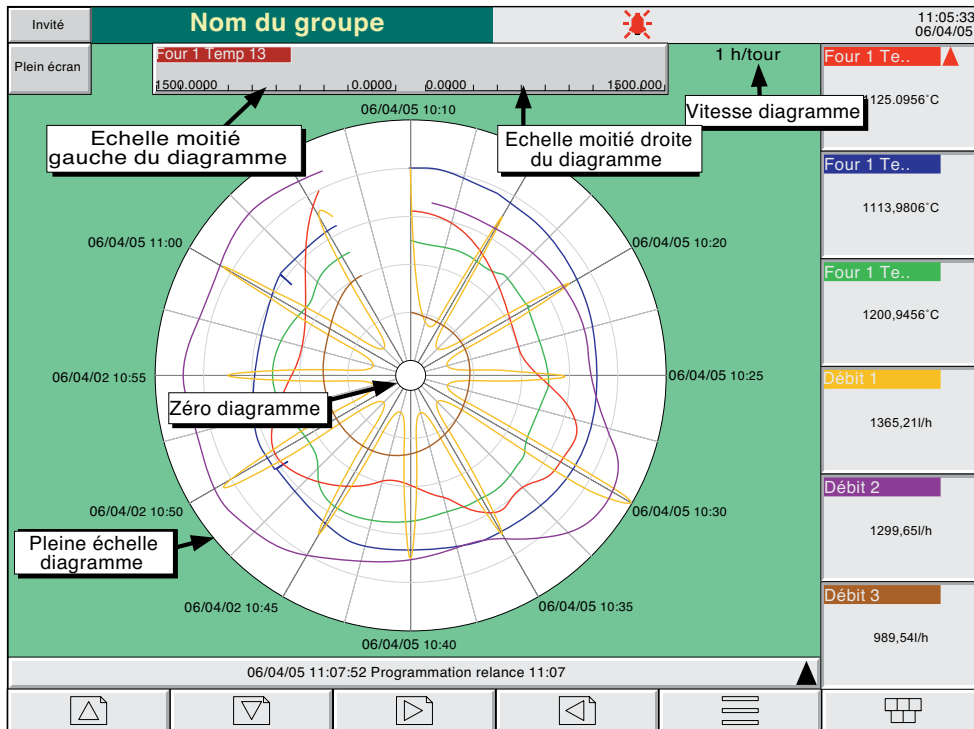 Invité
Nom du groupe
11:05:33
06/04/05
Plein écran
Four 1 Temp 13
1500.0000
0.0000
0.0000
1500.000
1 h/tour
Vitesse diagramme
Echelle moitié
gauche du diagramme
Echelle moitié droite
du diagramme
06/04/05 10:10
06/04/05 11:00
06/04/05 10:20
06/04/02 10:55
06/04/05 10:25
Zéro diagramme
06/04/02 10:50
06/04/05 10:30
Pleine échelle
diagramme
06/04/02 10:45
06/04/05 10:35
06/04/05 10:40
Four 1 Te..
1125.0956°C
Four 1 Te..
1113,9806°C
Four 1 Te..
1200,9456°C
Débit 1
1365,21l/h
Débit 2
1299,65l/h
Débit 3
989,54l/h
06/04/05 11:07:52 Programmation relance 11:07